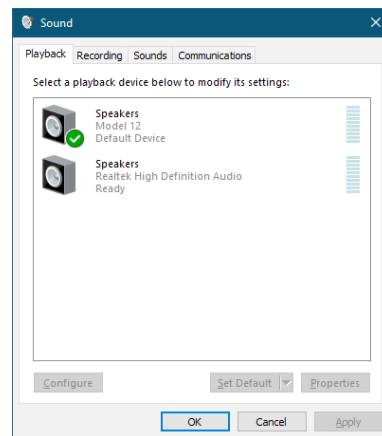 Sound
Playback Recording Sounds Communications
Select a playback device below to modify its settings:
Speakers
Model 12
Default Device
Speakers
Realtek High Definition Audio
Ready
Configure Set Default Properties
OK Cancel Apply